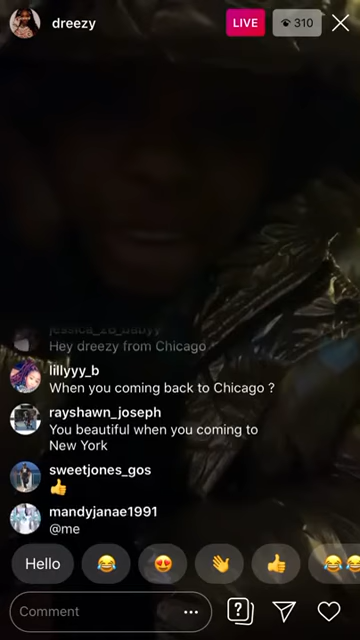 dreezy
LIVE
310
jessica_28_babyy
Hey dreezy from Chicago
lillyyy_b
When you coming back to Chicago ?
rayshawn_joseph
You beautiful when you coming to
New York
sweetjones_gos
👍
mandyjanae1991
@me
Hello
Comment